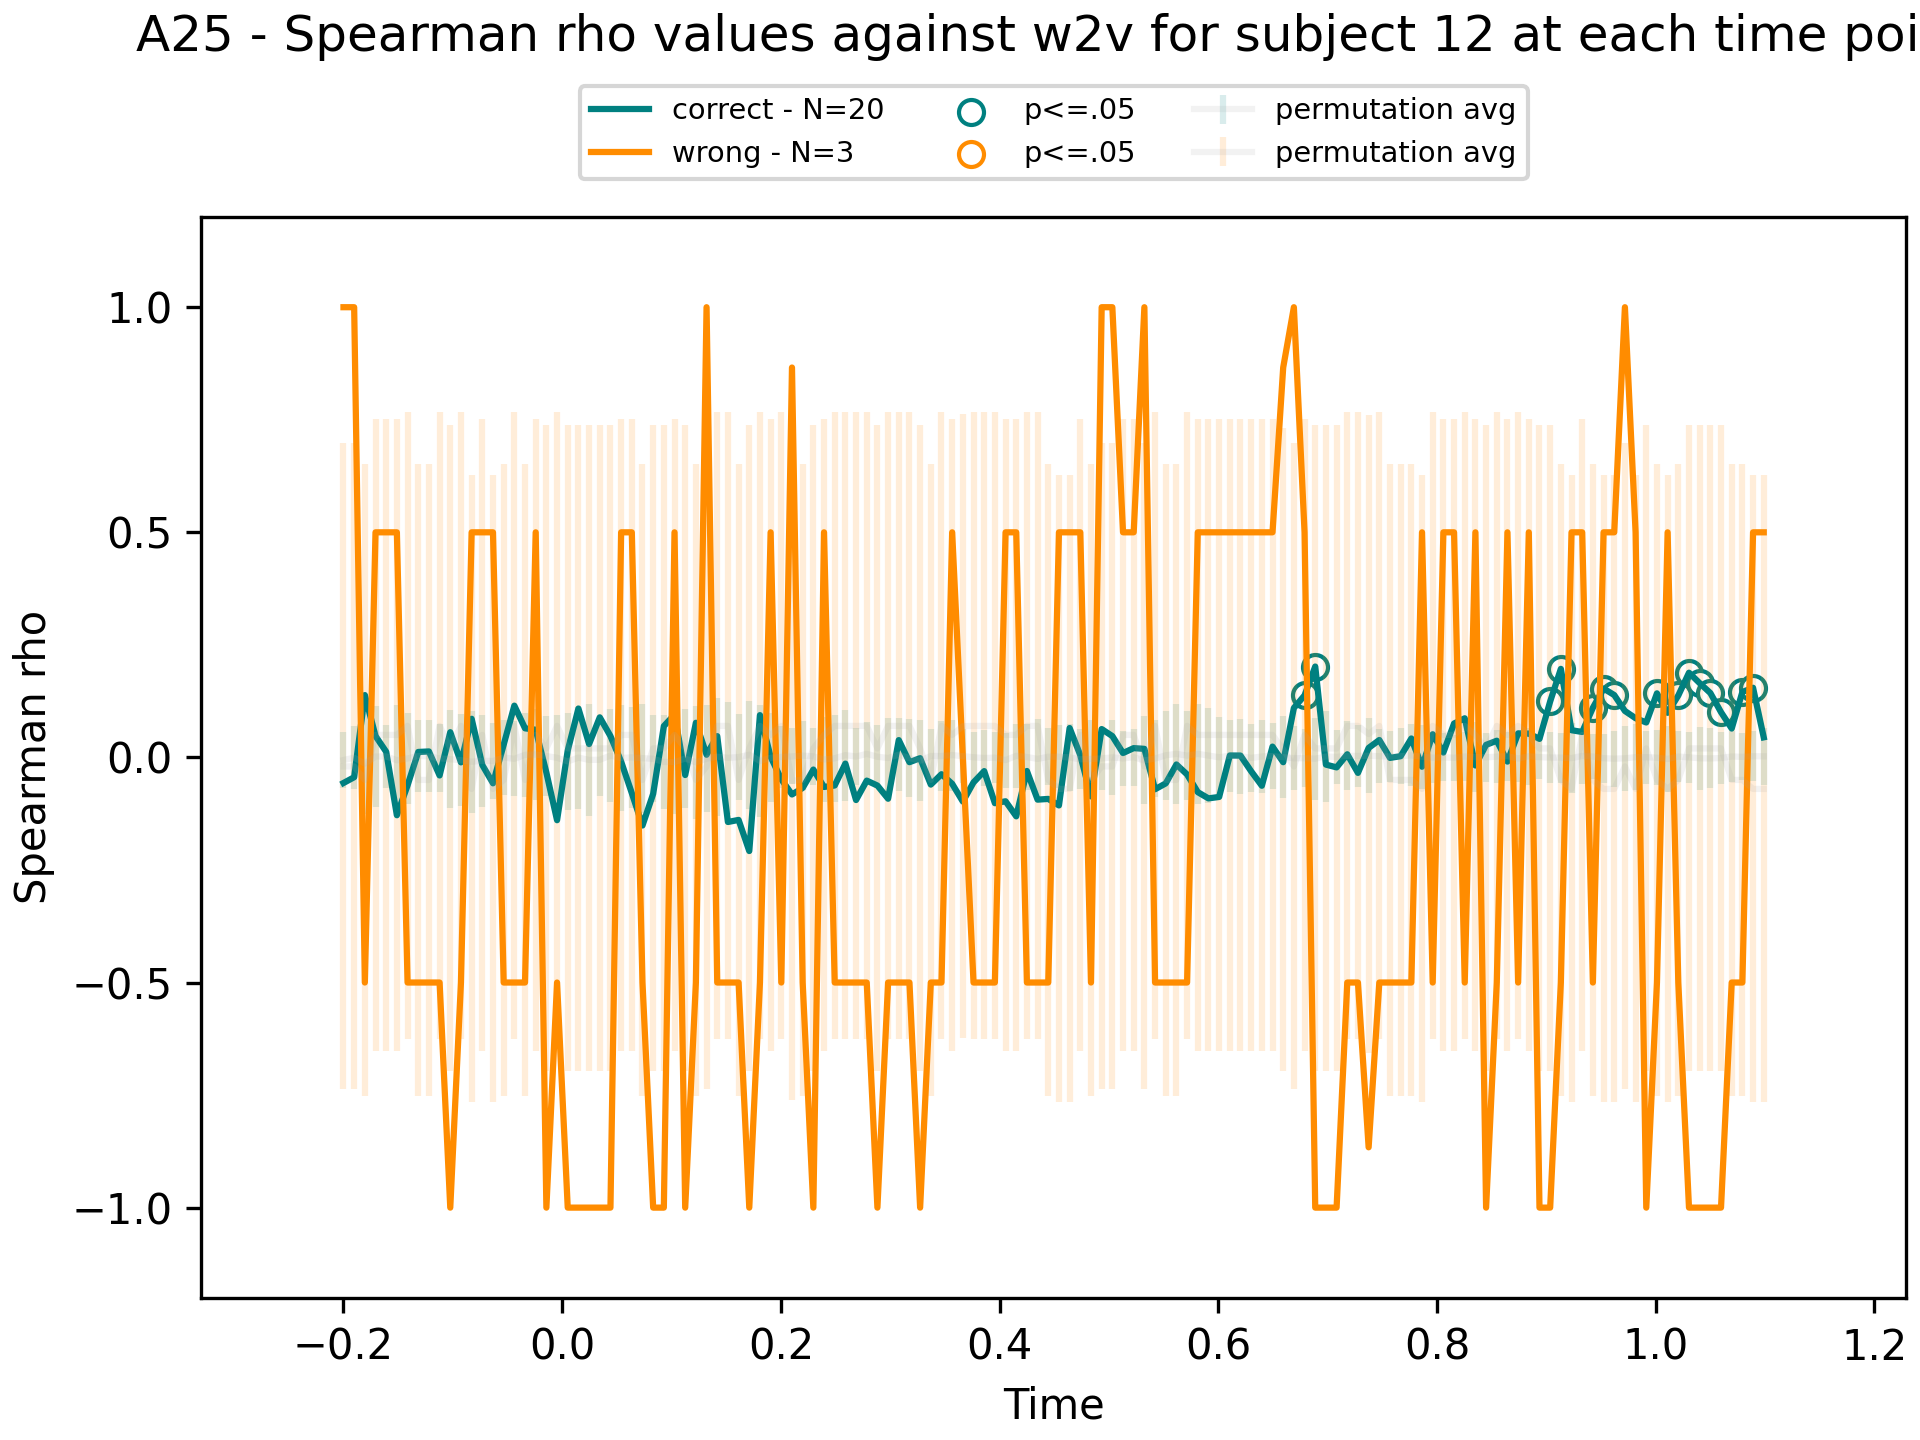 A25 - Spearman rho values against w2v for subject 12 at each time poi
correct - N=20
wrong - N=3
p<=.05
p<=.05
permutation avg
permutation avg
Spearman rho
1.0
0.5
0.0
−0.5
−1.0
−0.2
0.0
0.2
0.4
0.6
0.8
1.0
1.2
Time